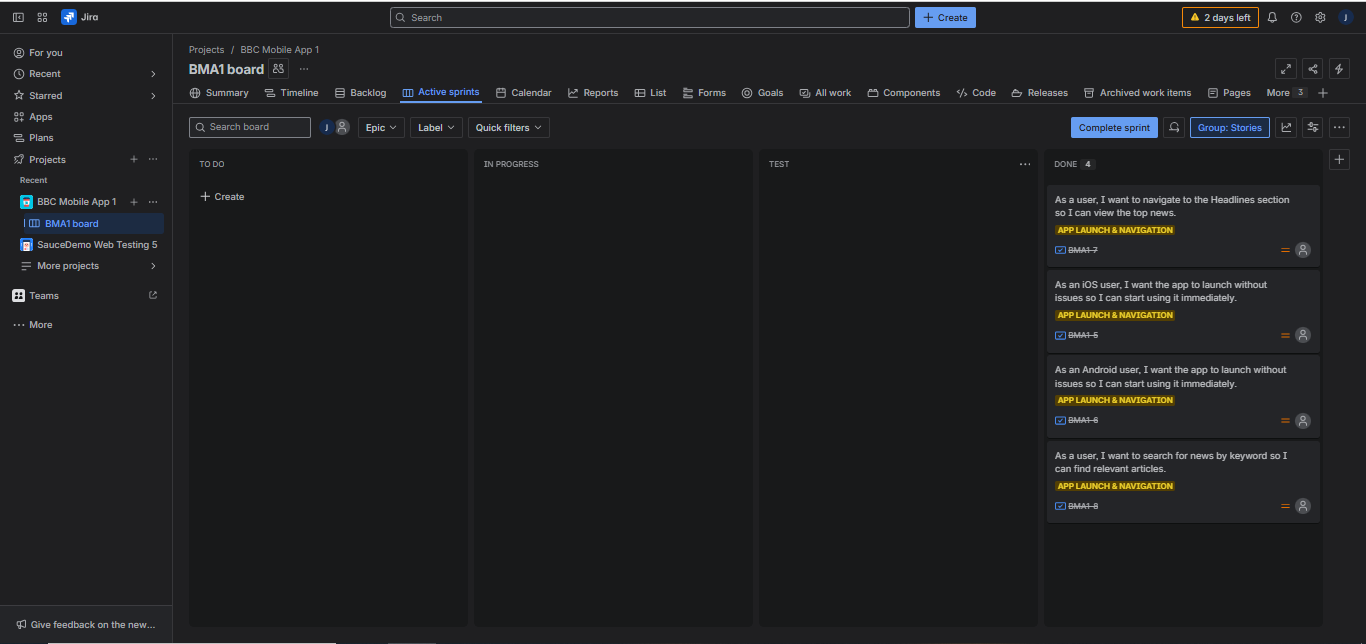 Jira
Search
+ Create
2 days left
J
For you
Recent
Starred
Apps
Plans
Projects
Recent
BBC Mobile App 1
BMA1 board
SauceDemo Web Testing 5
More projects
Teams
More
Give feedback on the new...
Projects / BBC Mobile App 1
BMA1 board
Summary Timeline Backlog Active sprints Calendar Reports List Forms Goals All work Components Code Releases Archived work items Pages More 3
Search board J Epic Label Quick filters Complete sprint Group: Stories
TO DO
+ Create
IN PROGRESS
TEST
DONE 4
As a user, I want to navigate to the Headlines section
so I can view the top news.
APP LAUNCH & NAVIGATION
BMA1-7
As an iOS user, I want the app to launch without
issues so I can start using it immediately.
APP LAUNCH & NAVIGATION
BMA1-5
As an Android user, I want the app to launch without
issues so I can start using it immediately.
APP LAUNCH & NAVIGATION
BMA1-6
As a user, I want to search for news by keyword so I
can find relevant articles.
APP LAUNCH & NAVIGATION
BMA1-8